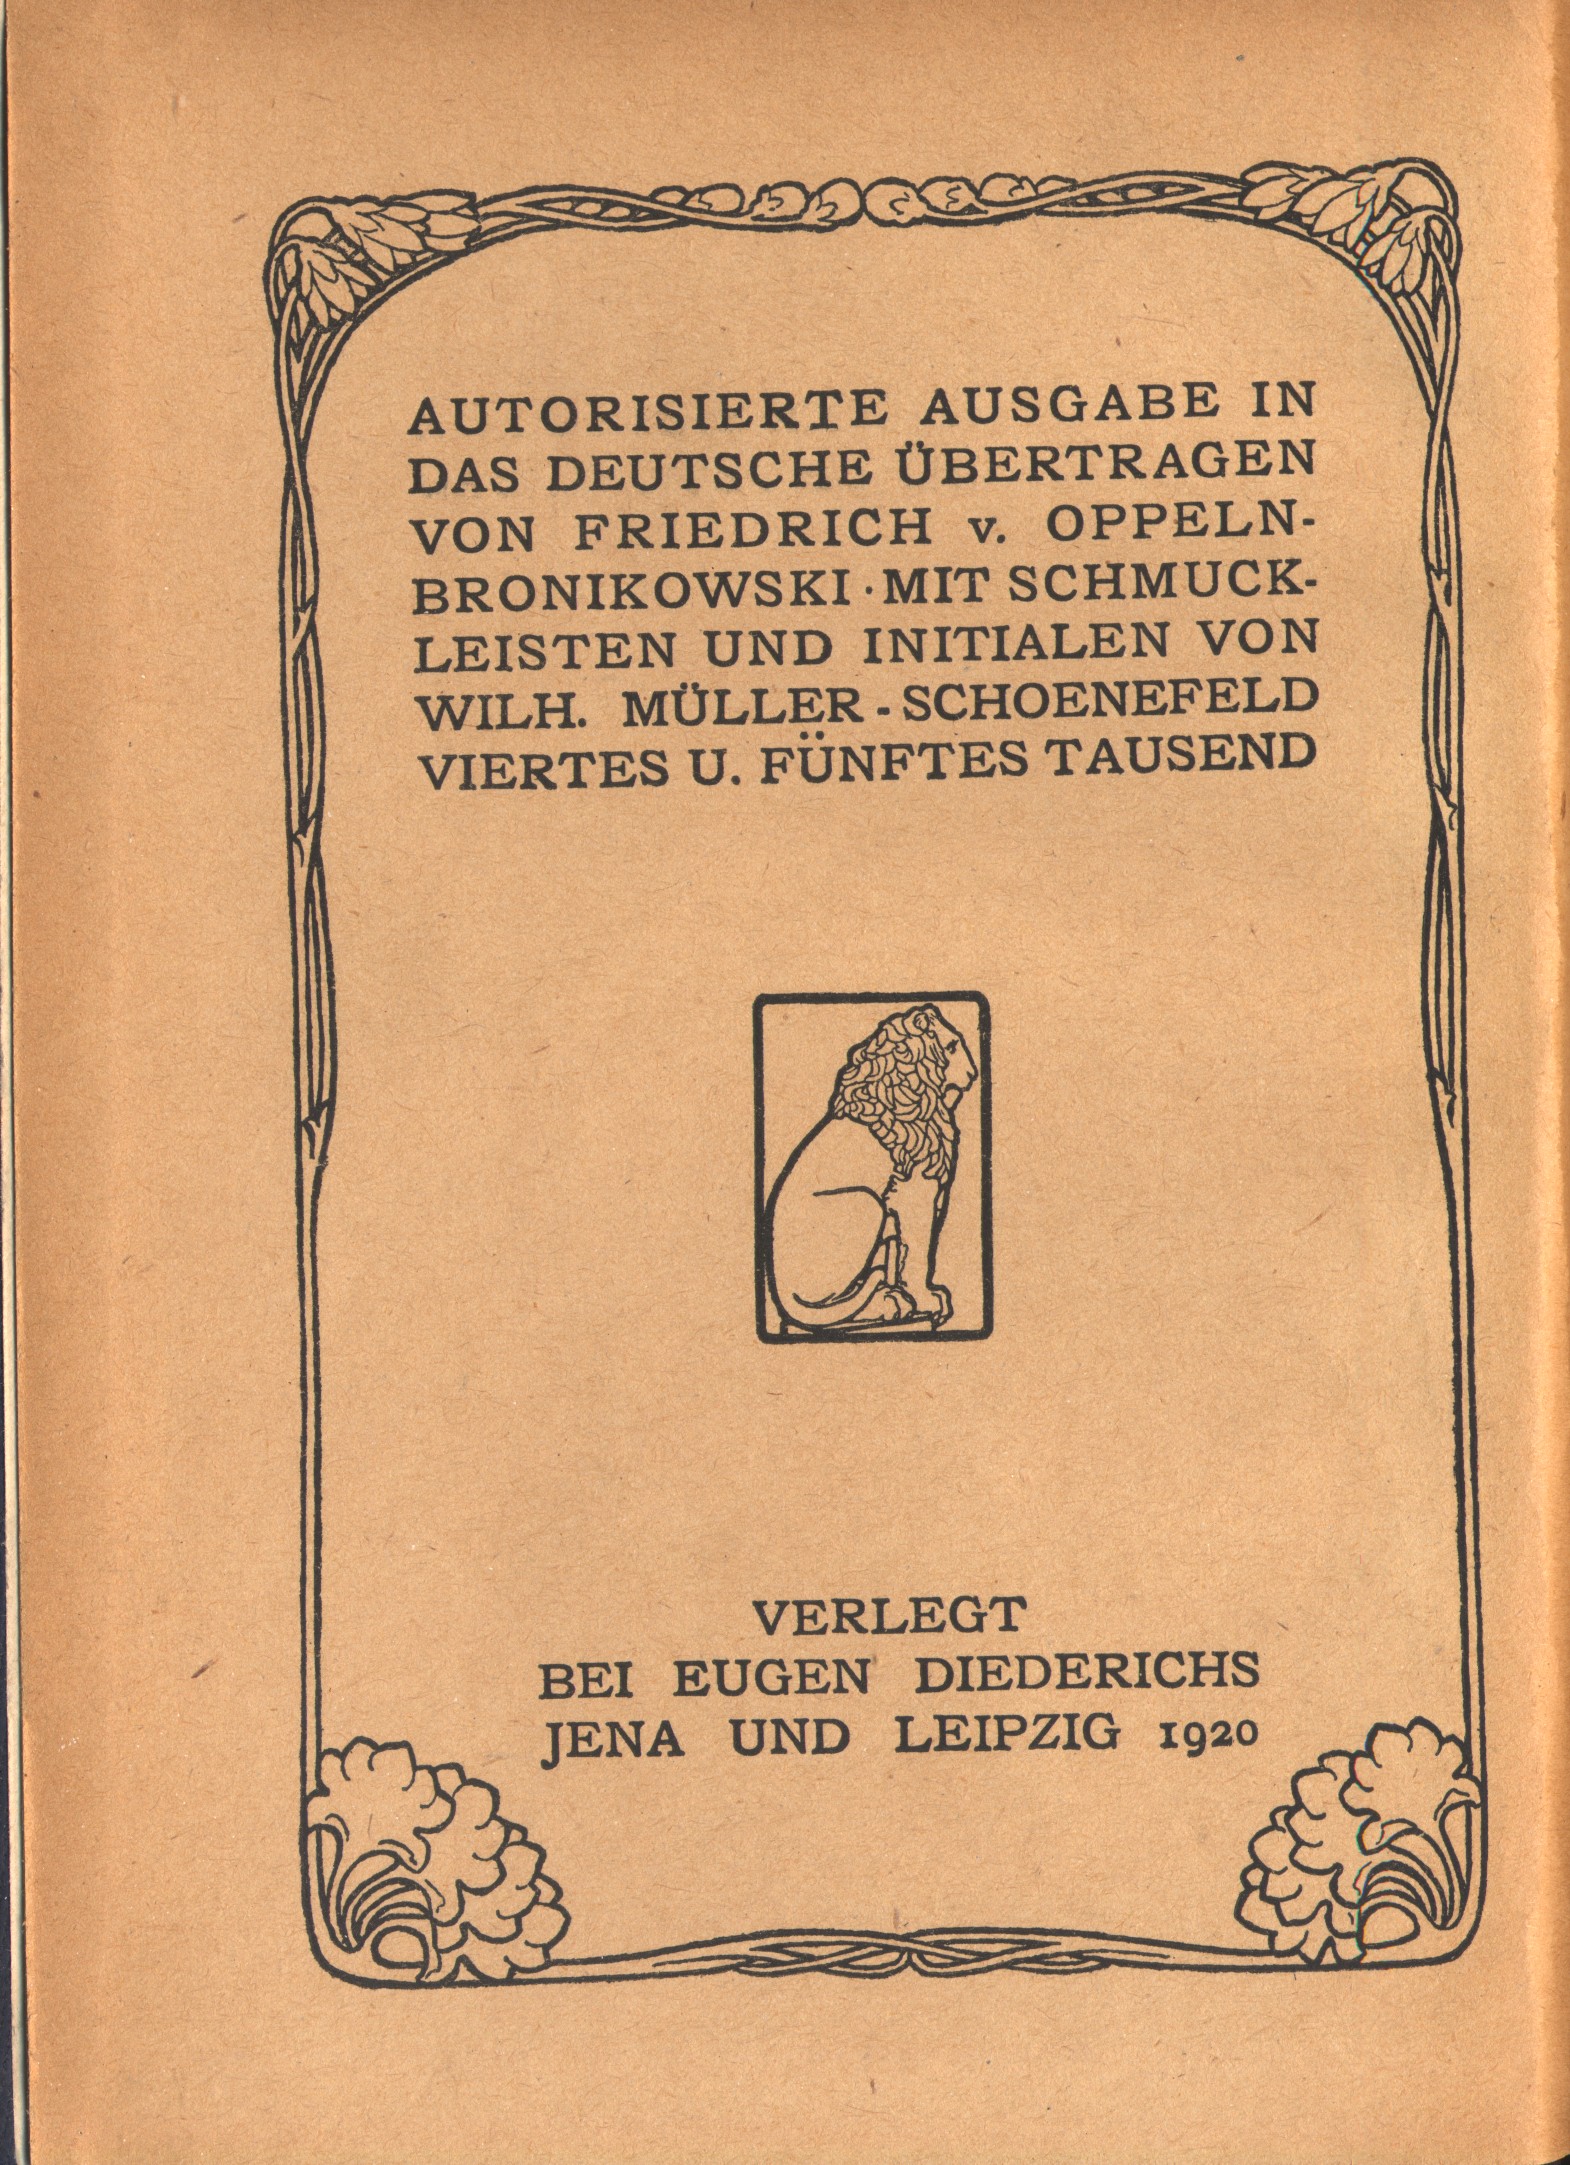 AUTORISIERTE AUSGABE IN
DAS DEUTSCHE ÜBERTRAGEN
VON FRIEDRICH v. OPPELN-
BRONIKOWSKI · MIT SCHMUCK-
LEISTEN UND INITIALEN VON
WILH. MÜLLER-SCHOENEFELD
VIERTES U. FÜNFTES TAUSEND
VERLEGT
BEI EUGEN DIEDERICHS
JENA UND LEIPZIG 1920